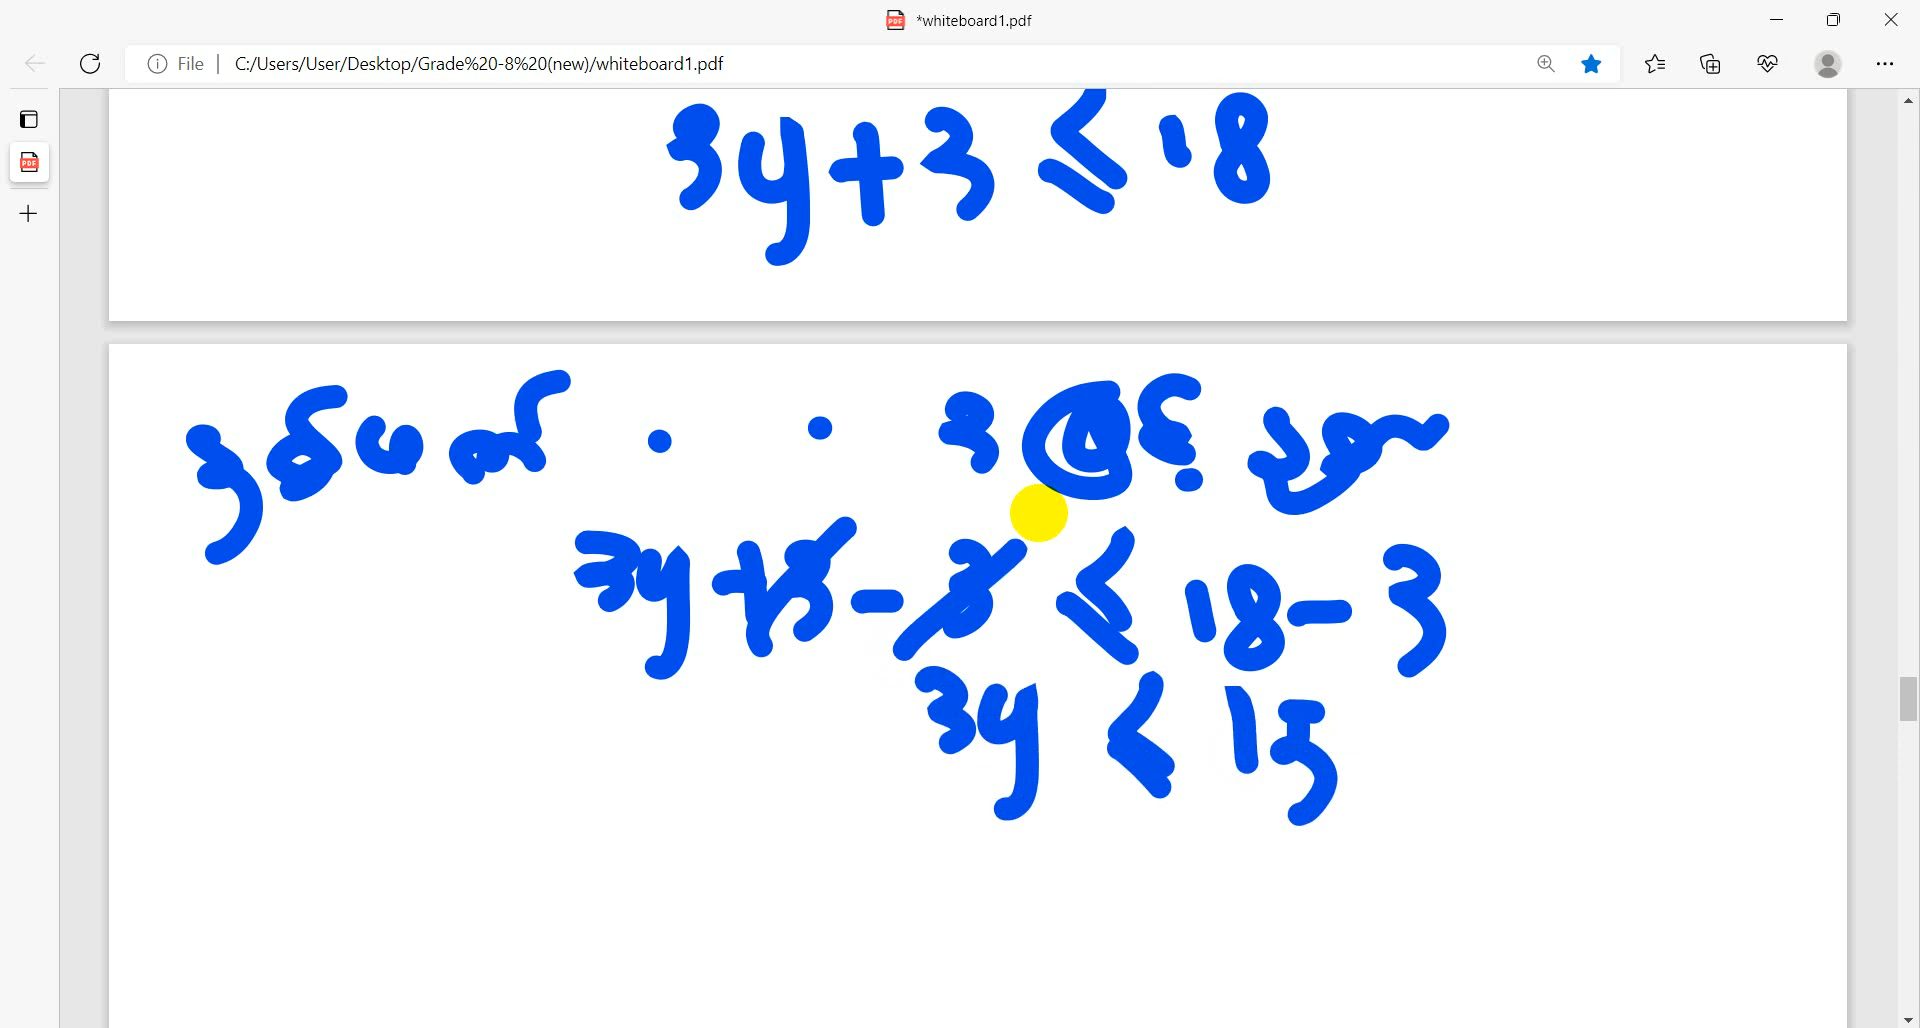 *whiteboard1.pdf
File | C:/Users/User/Desktop/Grade%20-8%20(new)/whiteboard1.pdf
3y+3 ≤ 18
3y +3 - 3 ≤ 18 - 3
3y ≤ 15